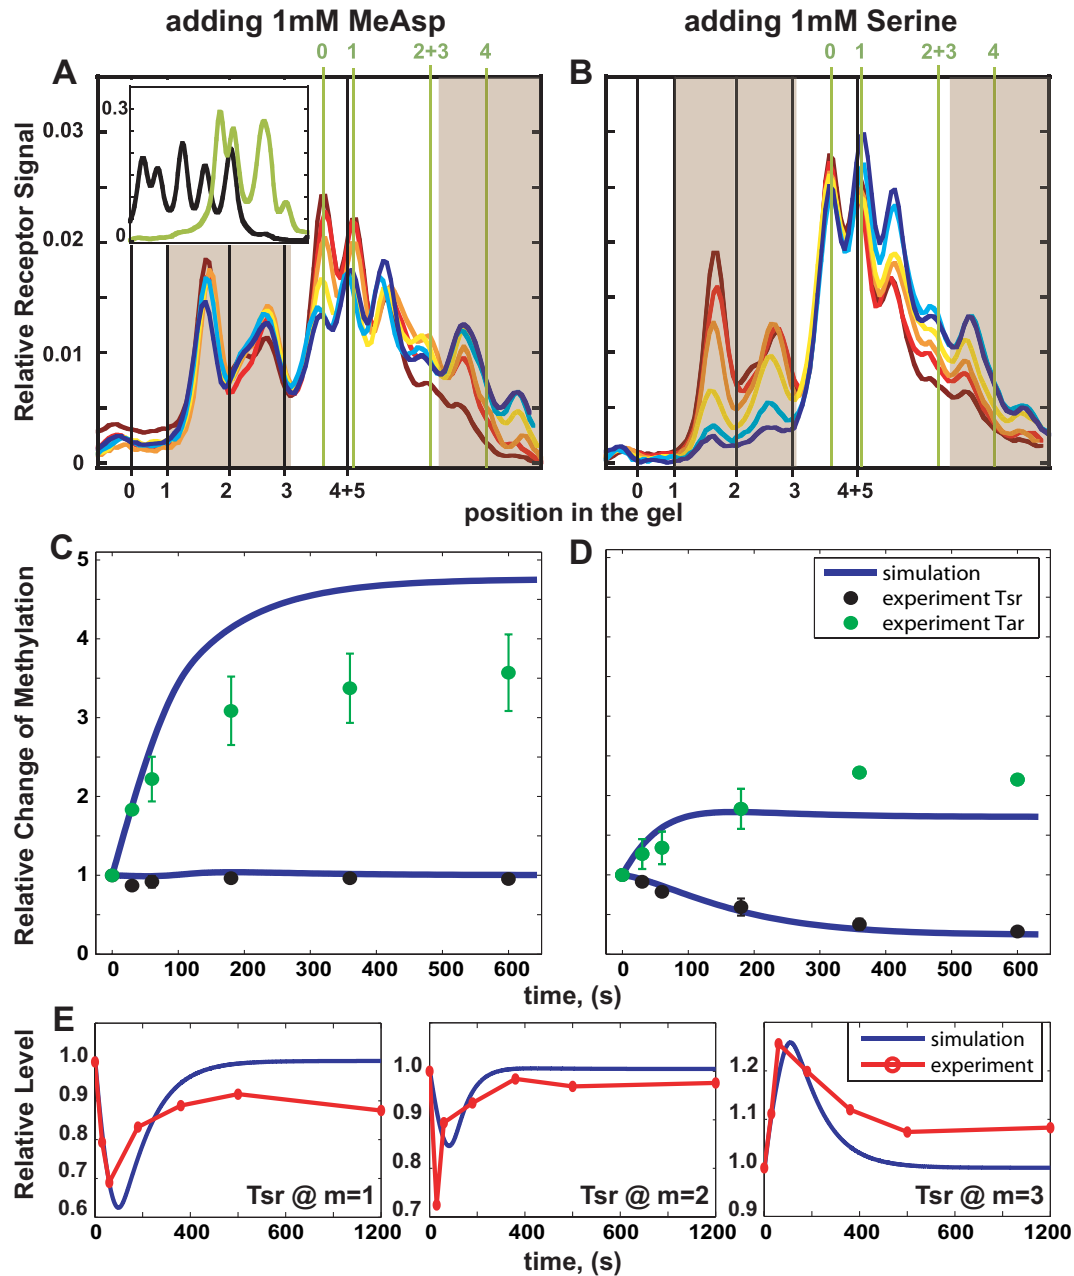 adding 1mM MeAsp
adding 1mM Serine
0 1 2+3 4
0 1 2+3 4
A
B
0.3
0
Relative Receptor Signal
0.03
0.02
0.01
0
0 1 2 3 4+5
0 1 2 3 4+5
position in the gel
C
D
Relative Change of Methylation
5
4
3
2
1
0
simulation
experiment Tsr
experiment Tar
0 100 200 300 400 500 600
0 100 200 300 400 500 600
time, (s)
E
Relative Level
1.0
0.9
0.8
0.7
0.6
Tsr @ m=1
0 400 800 1200
1.0
0.9
0.8
0.7
Tsr @ m=2
0 400 800 1200
1.2
1.1
1.0
0.9
simulation
experiment
Tsr @ m=3
0 400 800 1200
time, (s)